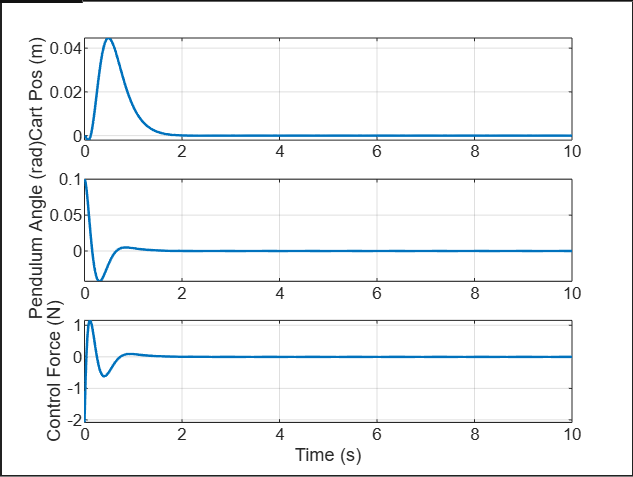 Cart Pos (m)
0.04
0.02
0
0 2 4 6 8 10
Pendulum Angle (rad)
0.1
0.05
0
0 2 4 6 8 10
Control Force (N)
1
0
-1
-2
0 2 4 6 8 10
Time (s)